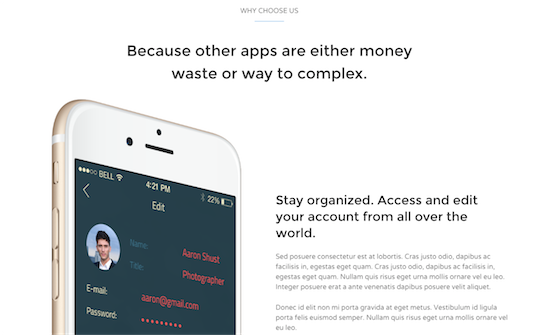 WHY CHOOSE US
Because other apps are either money
waste or way to complex.
BELL
4:21 PM
22%
Edit
Name:
Aaron Shust
Title:
Photographer
E-mail:
aaron@gmail.com
Password:
Stay organized. Access and edit
your account from all over the
world.
Sed posuere consectetur est at lobortis. Cras justo odio, dapibus ac
facilisis in, egestas eget quam. Cras justo odio, dapibus ac facilisis in,
egestas eget quam. Nullam quis risus eget urna mollis ornare vel eu leo.
Integer posuere erat a ante venenatis dapibus posuere velit aliquet.
Donec id elit non mi porta gravida at eget metus. Vestibulum id ligula
porta felis euismod semper. Nullam quis risus eget urna mollis ornare vel
eu leo.